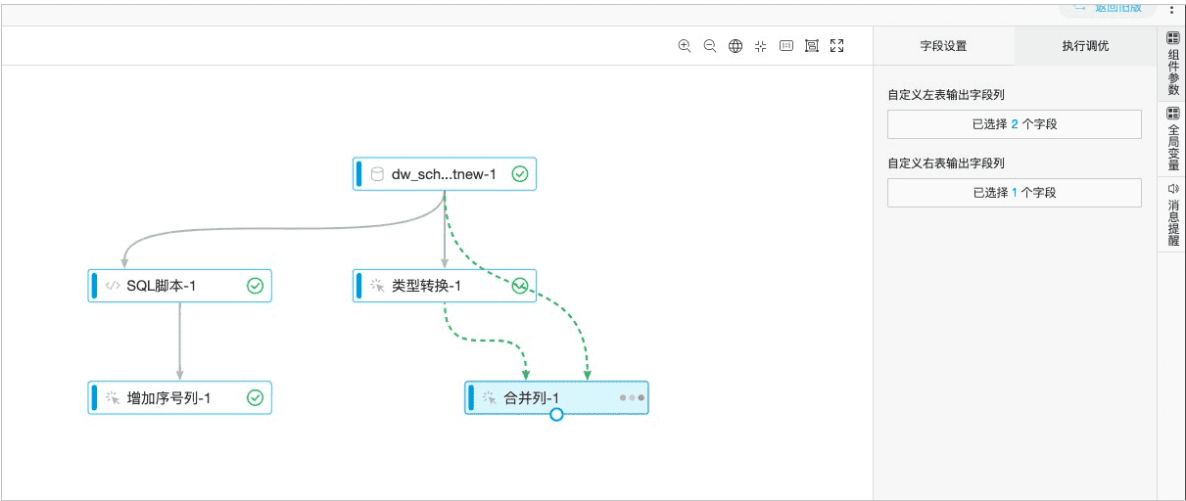 返回旧版
字段设置
执行调优
自定义左表输出字段列
已选择 2 个字段
自定义右表输出字段列
已选择 1 个字段
组件参数
全局变量
消息提醒
dw_sch...tnew-1
SQL脚本-1
类型转换-1
增加序号列-1
合并列-1